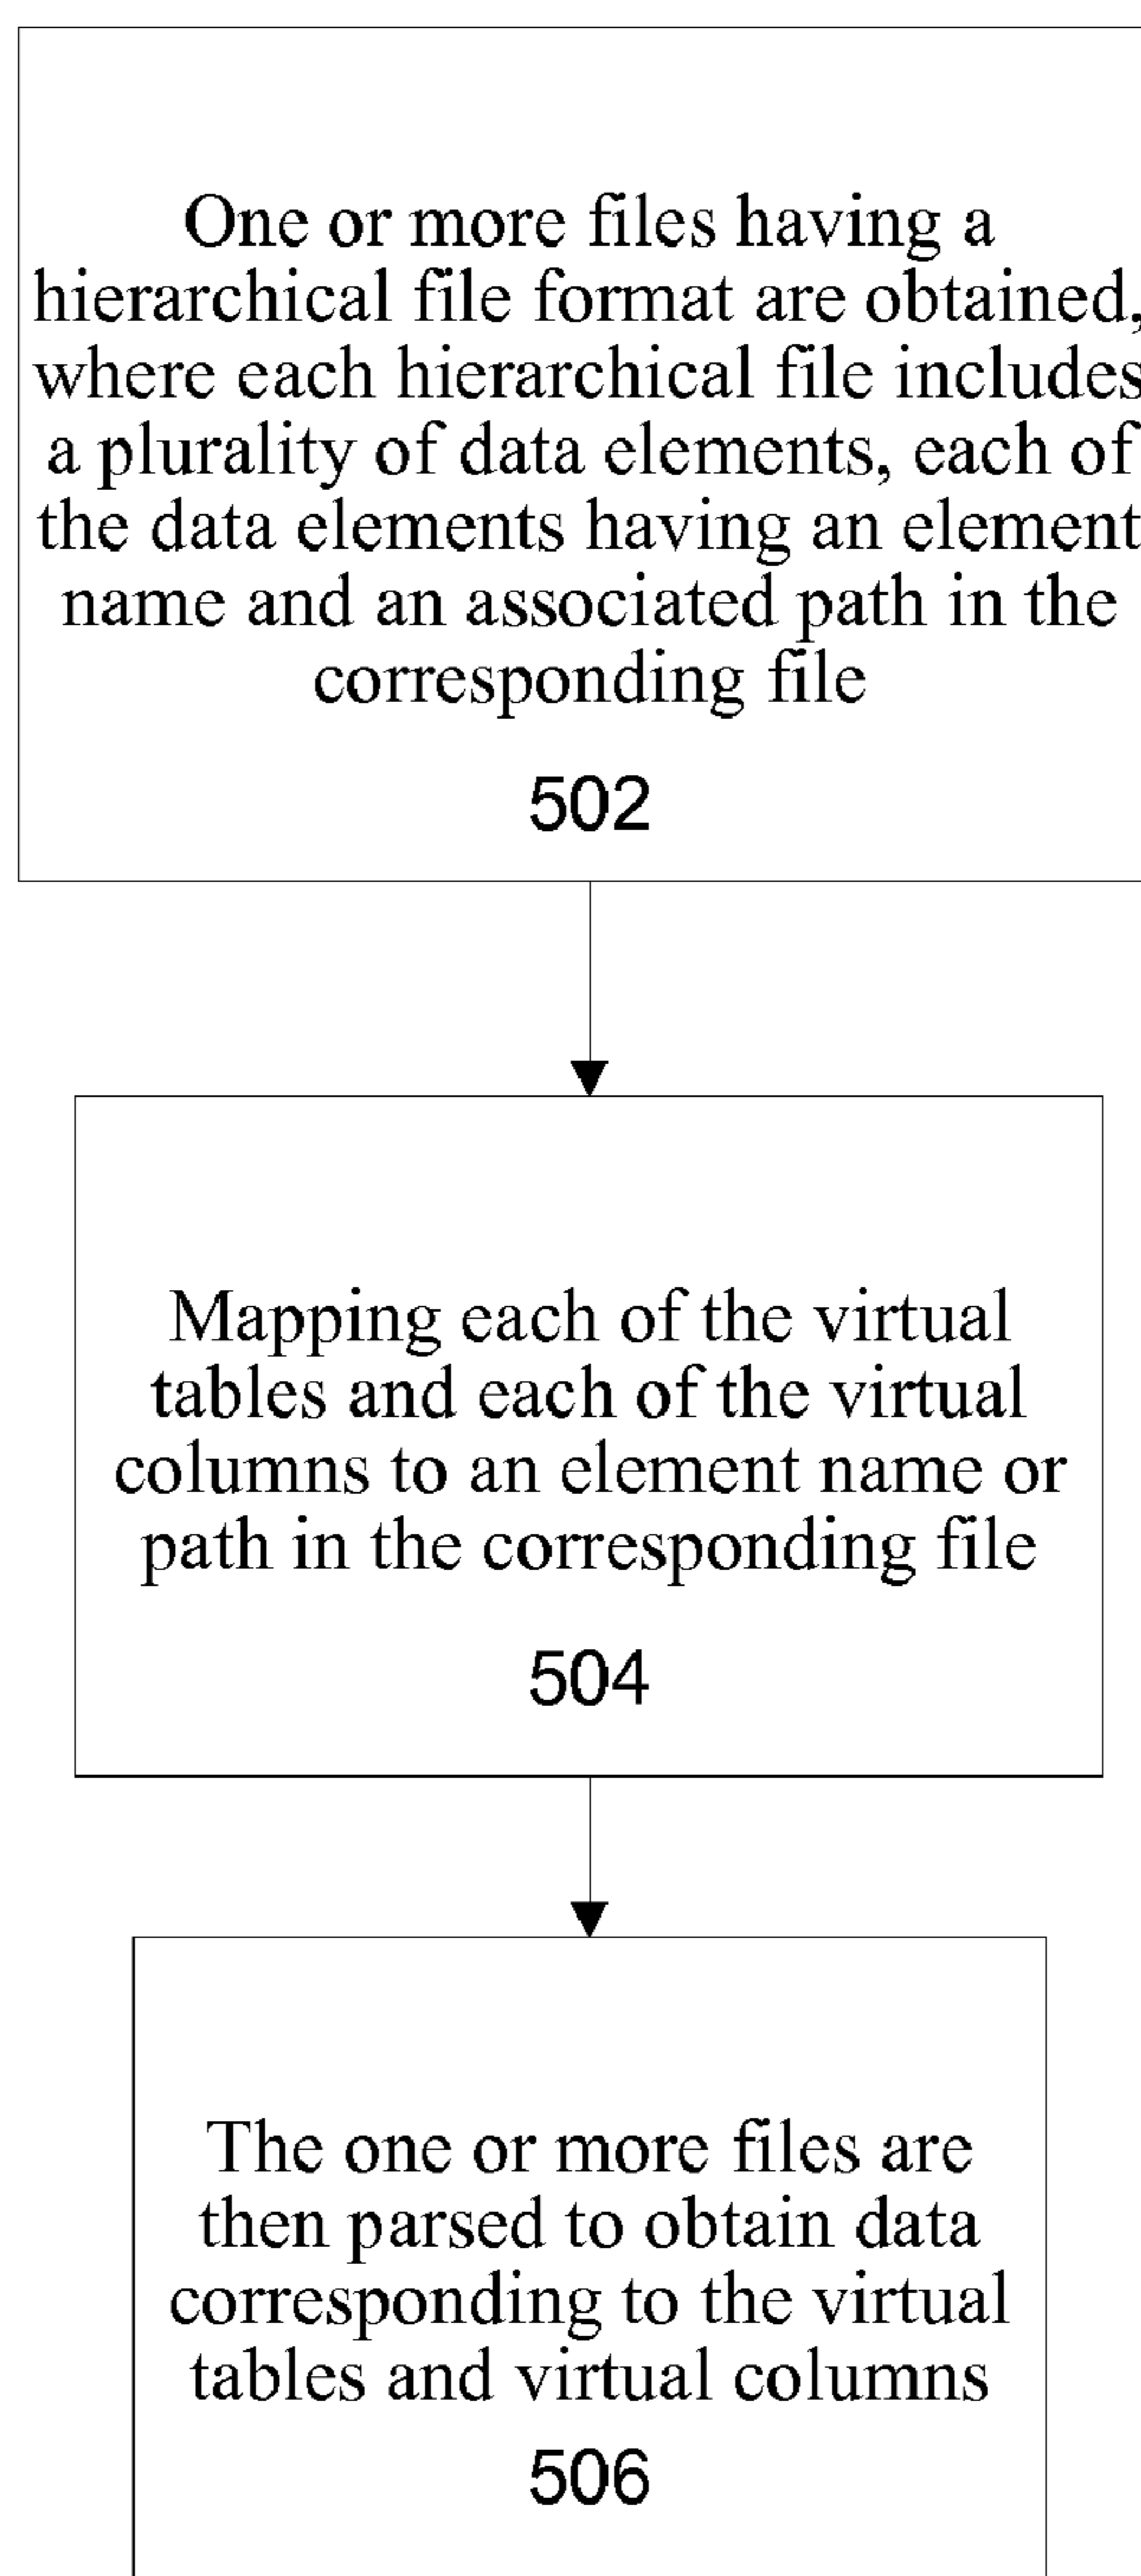 One or more files having a
hierarchical file format are obtained,
where each hierarchical file includes
a plurality of data elements, each of
the data elements having an element
name and an associated path in the
corresponding file
502
Mapping each of the virtual
tables and each of the virtual
columns to an element name or
path in the corresponding file
504
The one or more files are
then parsed to obtain data
corresponding to the virtual
tables and virtual columns
506